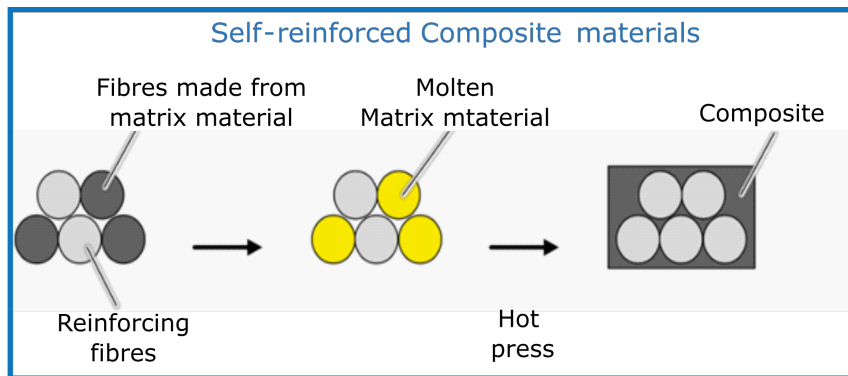 Self-reinforced Composite materials
Fibres made from
matrix material
Molten
Matrix mtaterial
Composite
Reinforcing
fibres
Hot
press